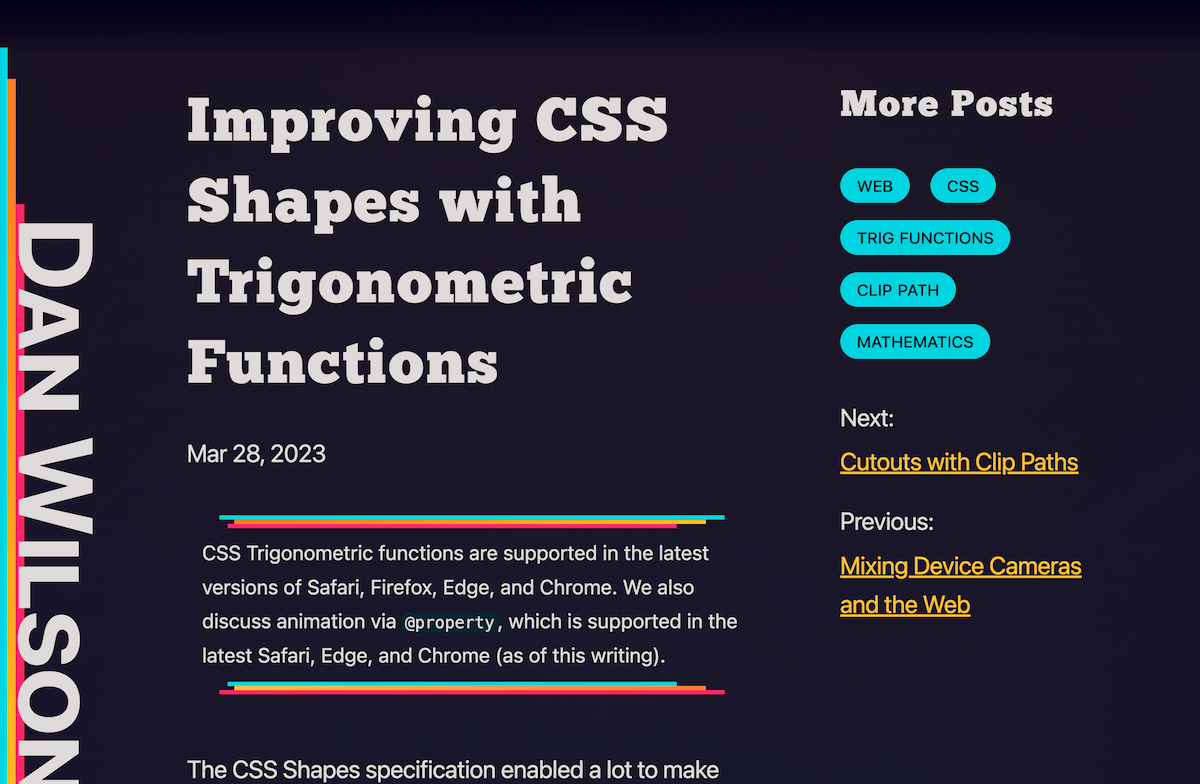 DAN WILSON
Improving CSS
Shapes with
Trigonometric
Functions
Mar 28, 2023
CSS Trigonometric functions are supported in the latest
versions of Safari, Firefox, Edge, and Chrome. We also
discuss animation via @property, which is supported in the
latest Safari, Edge, and Chrome (as of this writing).
The CSS Shapes specification enabled a lot to make
More Posts
WEB CSS
TRIG FUNCTIONS
CLIP PATH
MATHEMATICS
Next:
Cutouts with Clip Paths
Previous:
Mixing Device Cameras
and the Web